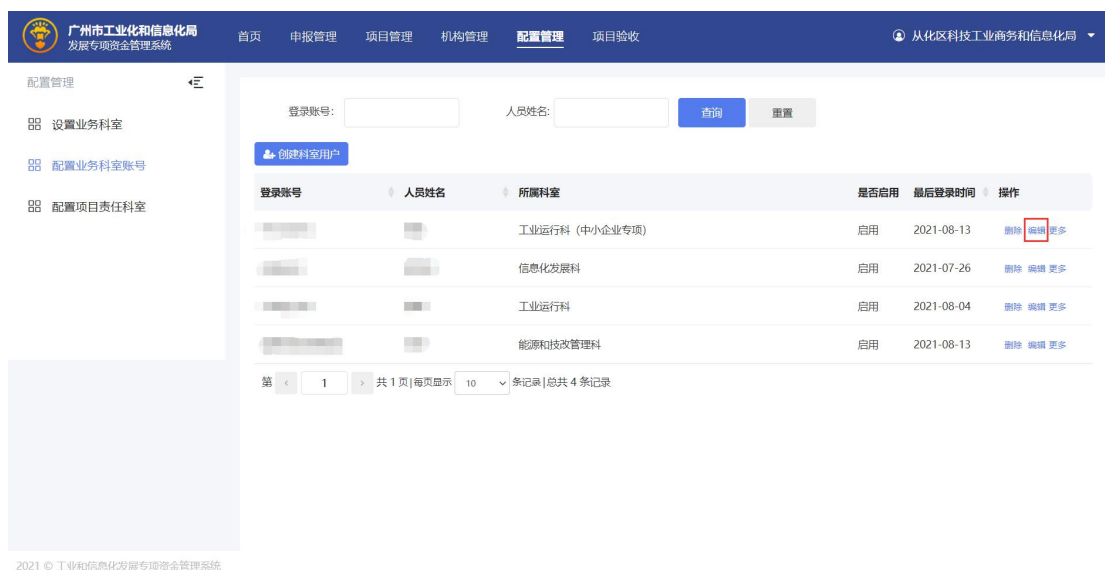 广州市工业化和信息化局
发展专项资金管理系统
首页 申报管理 项目管理 机构管理 配置管理 项目验收
从化区科技工业商务和信息化局
配置管理
设置业务科室
配置业务科室账号
配置项目责任科室
登录账号: 人员姓名: 查询 重置
创建科室用户
登录账号 人员姓名 所属科室 是否启用 最后登录时间 操作
工业运行科（中小企业专项） 启用 2021-08-13 删除 编辑 更多
信息化发展科 启用 2021-07-26 删除 编辑 更多
工业运行科 启用 2021-08-04 删除 编辑 更多
能源和技改管理科 启用 2021-08-13 删除 编辑 更多
第 < 1 > 共 1 页|每页显示 10 条记录|总共 4 条记录
2021 © 工业和信息化发展专项资金管理系统